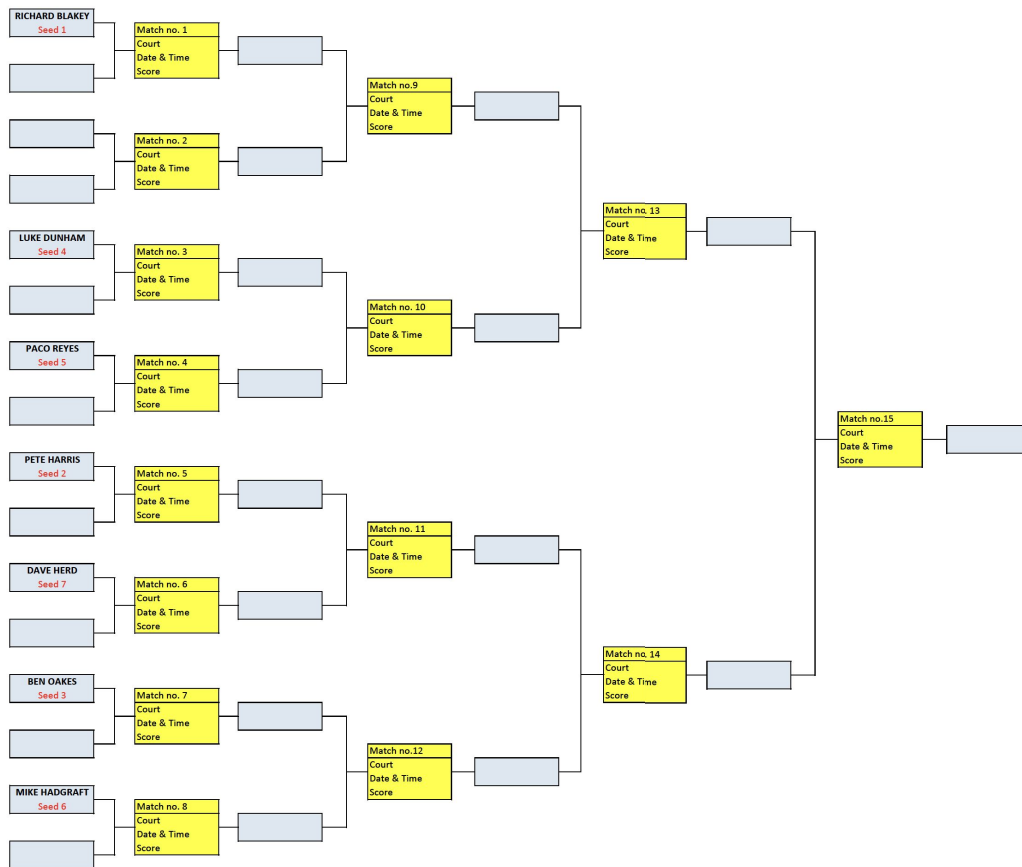 RICHARD BLAKEY
Seed 1
Match no. 1
Court
Date & Time
Score
Match no.9
Court
Date & Time
Score
Match no. 2
Court
Date & Time
Score
Match no. 13
Court
Date & Time
Score
LUKE DUNHAM
Seed 4
Match no. 3
Court
Date & Time
Score
Match no. 10
Court
Date & Time
Score
PACO REYES
Seed 5
Match no. 4
Court
Date & Time
Score
Match no.15
Court
Date & Time
Score
PETE HARRIS
Seed 2
Match no. 5
Court
Date & Time
Score
Match no. 11
Court
Date & Time
Score
DAVE HERD
Seed 7
Match no. 6
Court
Date & Time
Score
Match no. 14
Court
Date & Time
Score
BEN OAKES
Seed 3
Match no. 7
Court
Date & Time
Score
Match no.12
Court
Date & Time
Score
MIKE HADGRAFT
Seed 6
Match no. 8
Court
Date & Time
Score